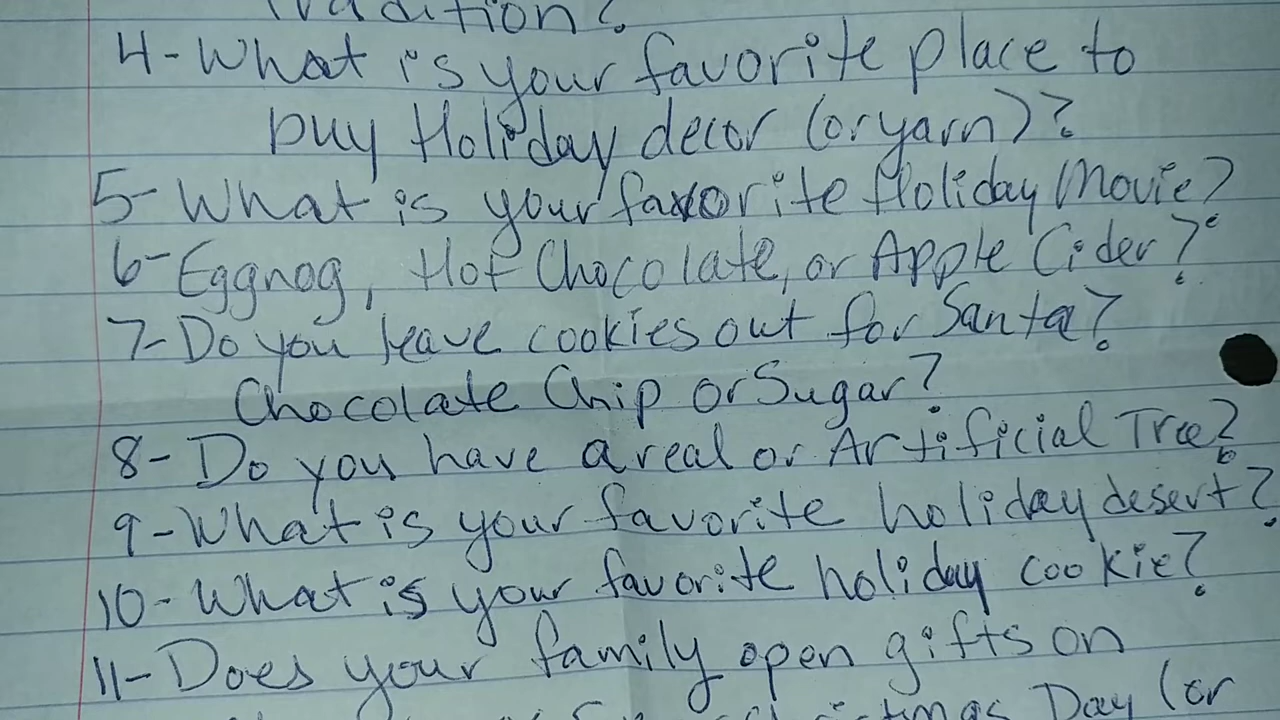 tradition?
4-What is your favorite place to
buy Holiday decor (or yarn)?
5-What is your favorite Holiday Movie?
6-Eggnog, Hot Chocolate, or Apple Cider?
7-Do you leave cookies out for Santa?
Chocolate Chip or Sugar?
8-Do you have a real or Artificial Tree?
9-What is your favorite holiday desert?
10-What is your favorite holiday cookie?
11-Does your family open gifts on
Day (or